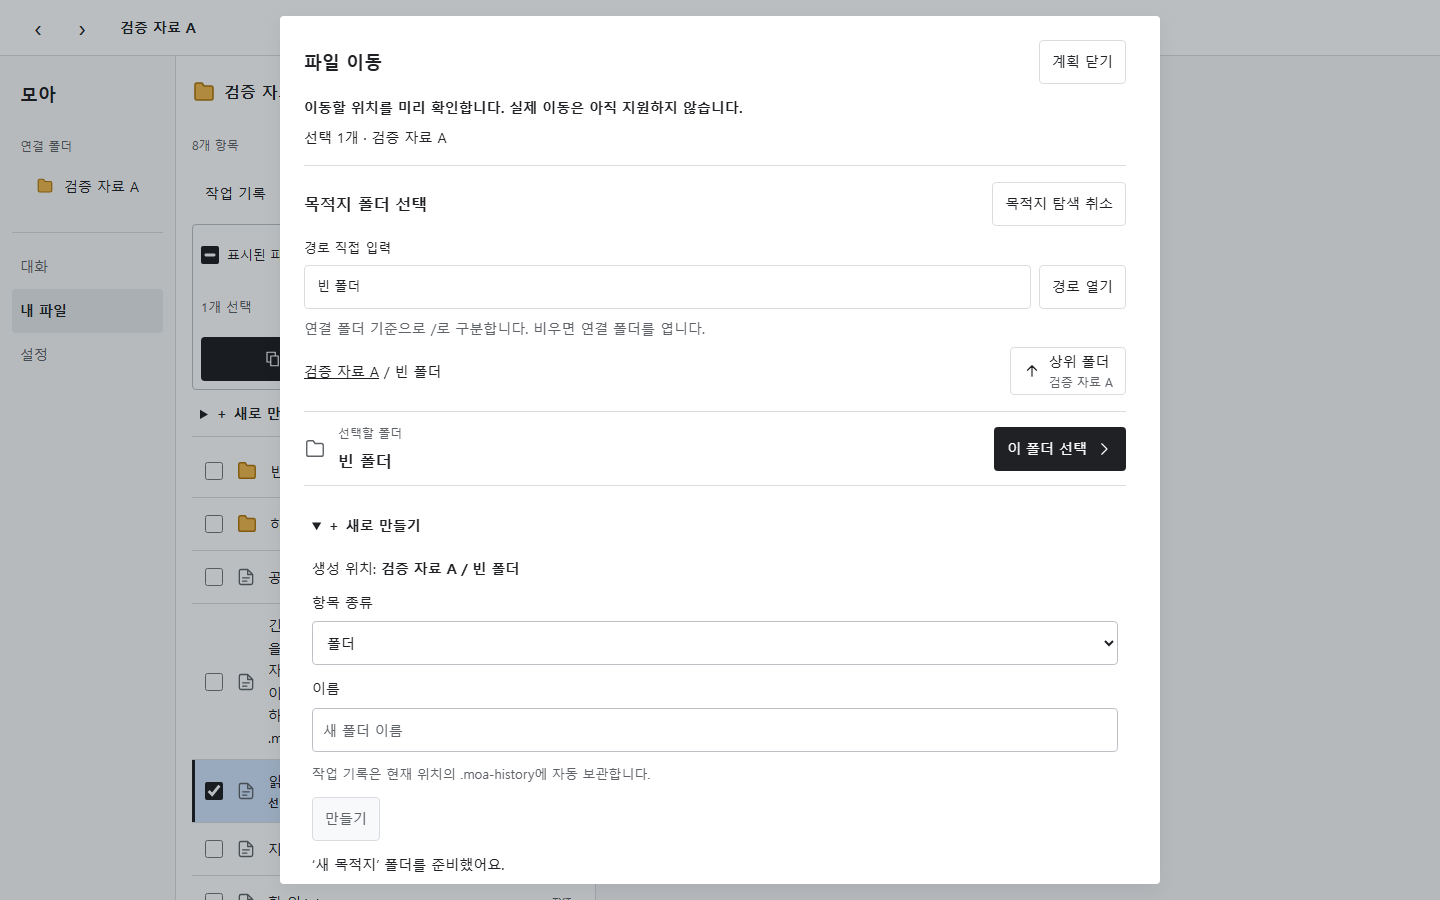 검증 자료 A
모아
연결 폴더
검증 자료 A
대화
내 파일
설정
검증 자
8개 항목
작업 기록
표시된 파
1개 선택
+ 새로 만
빈
하
공
간
을
자
이
하
.m
읽
선
지
파일 이동
계획 닫기
이동할 위치를 미리 확인합니다. 실제 이동은 아직 지원하지 않습니다.
선택 1개 · 검증 자료 A
목적지 폴더 선택
목적지 탐색 취소
경로 직접 입력
빈 폴더
경로 열기
연결 폴더 기준으로 /로 구분합니다. 비우면 연결 폴더를 엽니다.
검증 자료 A / 빈 폴더
상위 폴더
검증 자료 A
선택할 폴더
빈 폴더
이 폴더 선택
+ 새로 만들기
생성 위치: 검증 자료 A / 빈 폴더
항목 종류
폴더
이름
새 폴더 이름
작업 기록은 현재 위치의 .moa-history에 자동 보관합니다.
만들기
‘새 목적지’ 폴더를 준비했어요.